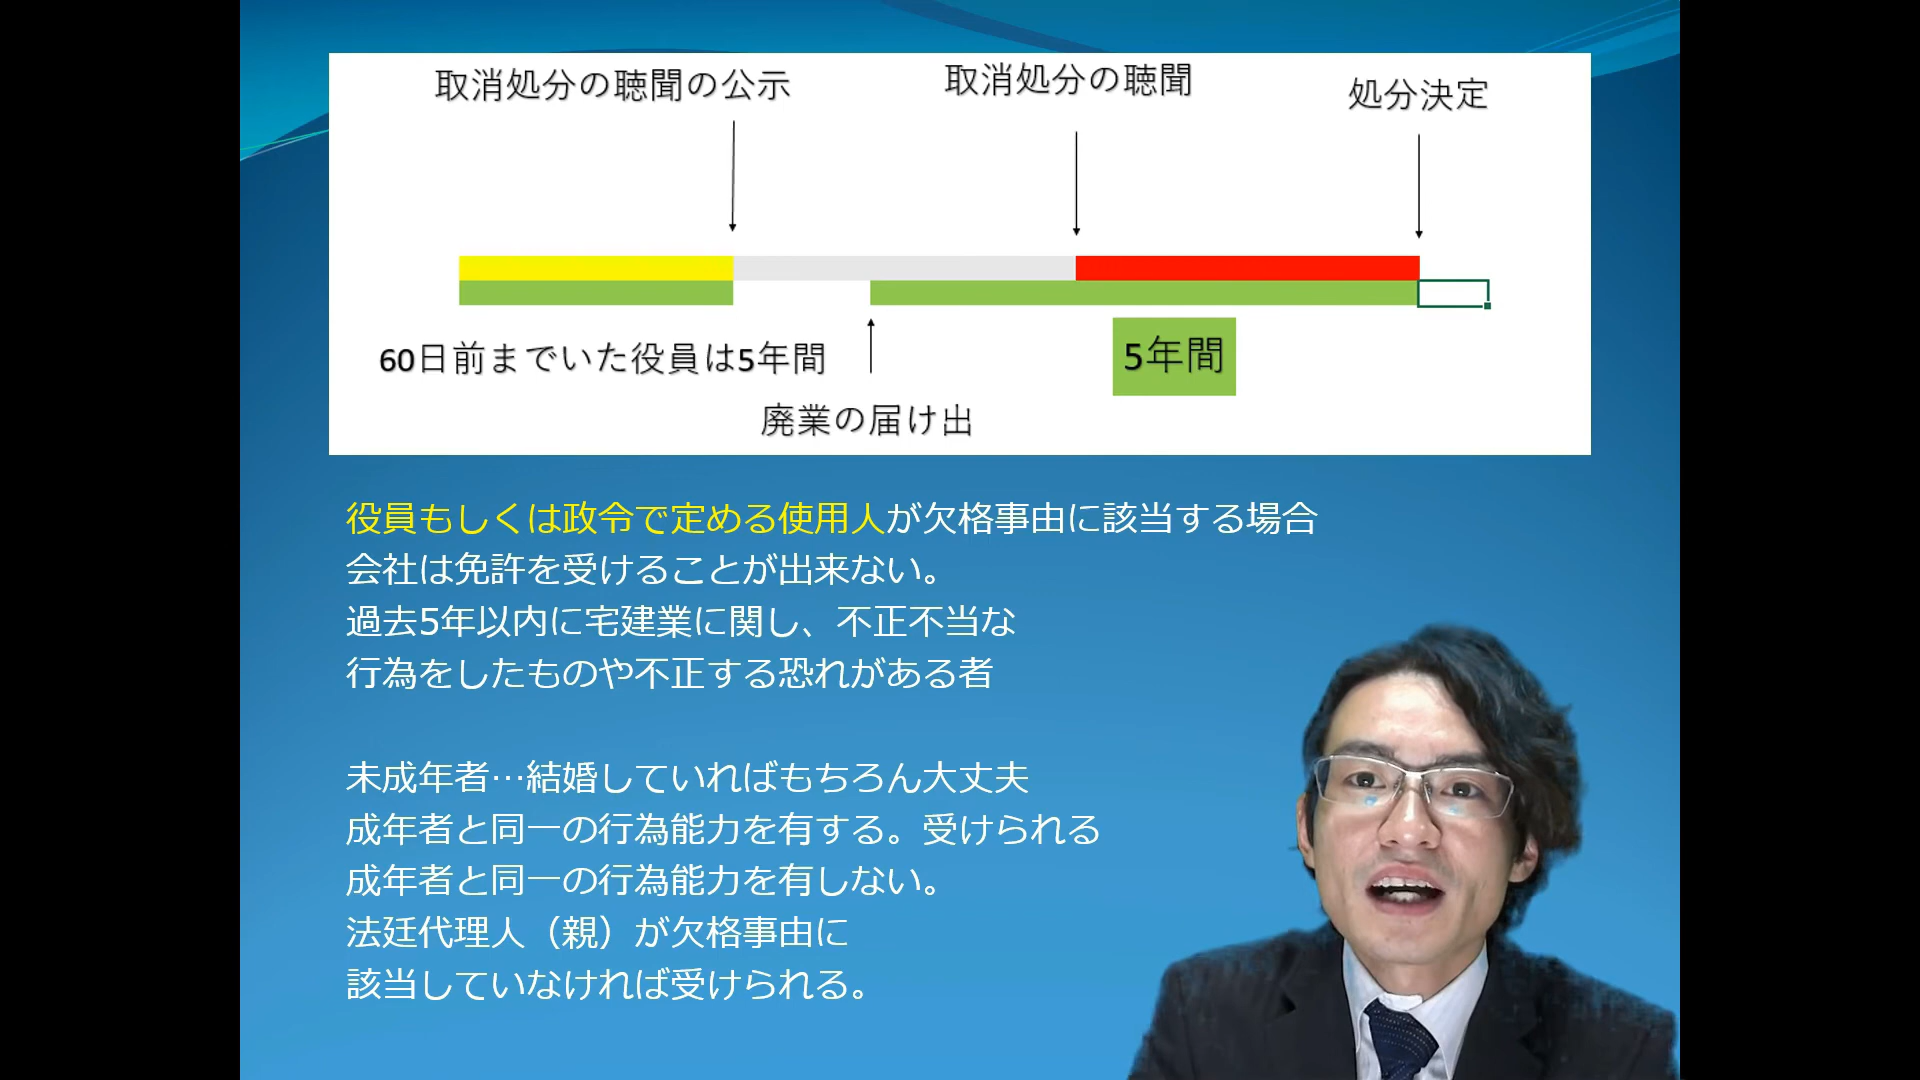 取消処分の聴聞の公示
取消処分の聴聞
処分決定
60日前までいた役員は5年間
5年間
廃業の届け出
役員もしくは政令で定める使用人が欠格事由に該当する場合
会社は免許を受けることが出来ない。
過去5年以内に宅建業に関し、不正不当な
行為をしたものや不正する恐れがある者
未成年者…結婚していればもちろん大丈夫
成年者と同一の行為能力を有する。受けられる
成年者と同一の行為能力を有しない。
法廷代理人（親）が欠格事由に
該当していなければ受けられる。